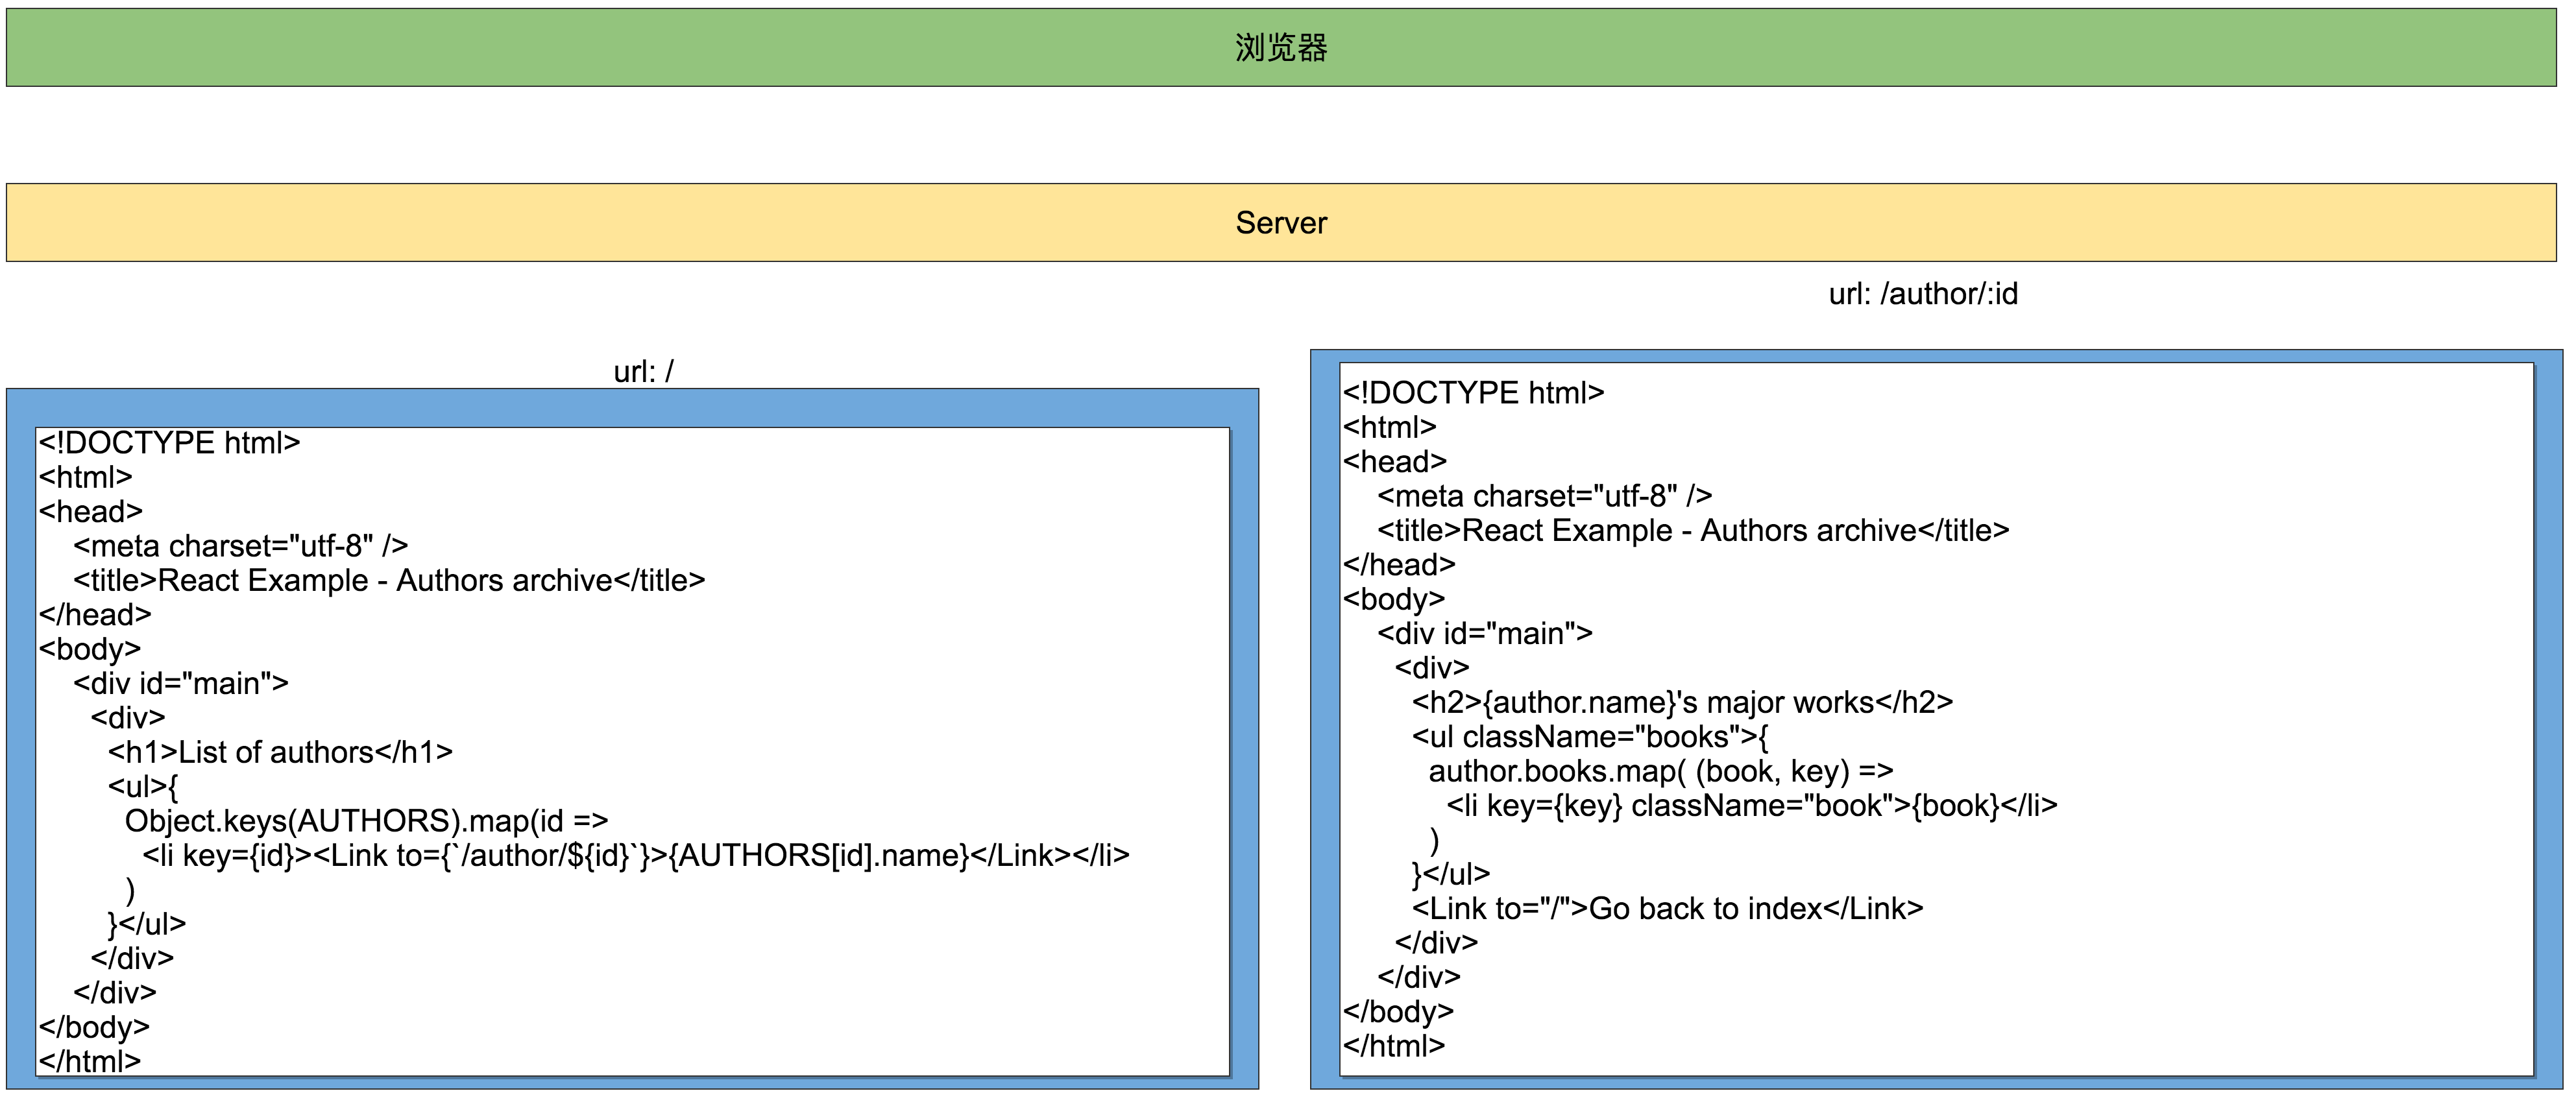 浏览器
Server
url: /author/:id
url: /
<!DOCTYPE html>
<html>
<head>
    <meta charset="utf-8" />
    <title>React Example - Authors archive</title>
</head>
<body>
    <div id="main">
      <div>
        <h1>List of authors</h1>
        <ul>{
          Object.keys(AUTHORS).map(id =>
            <li key={id}><Link to={`/author/${id}`}>{AUTHORS[id].name}</Link></li>
          )
        }</ul>
      </div>
    </div>
</body>
</html>
<!DOCTYPE html>
<html>
<head>
    <meta charset="utf-8" />
    <title>React Example - Authors archive</title>
</head>
<body>
    <div id="main">
      <div>
        <h2>{author.name}'s major works</h2>
        <ul className="books">{
          author.books.map( (book, key) =>
            <li key={key} className="book">{book}</li>
          )
        }</ul>
        <Link to="/">Go back to index</Link>
      </div>
    </div>
</body>
</html>